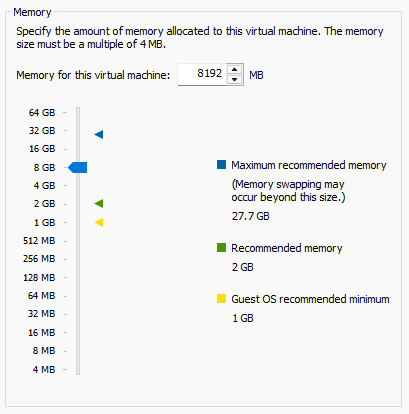 Memory
Specify the amount of memory allocated to this virtual machine. The memory
size must be a multiple of 4 MB.
Memory for this virtual machine: 8192 MB
64 GB
32 GB
16 GB
8 GB
4 GB
2 GB
1 GB
512 MB
256 MB
128 MB
64 MB
32 MB
16 MB
8 MB
4 MB
Maximum recommended memory
(Memory swapping may
occur beyond this size.)
27.7 GB
Recommended memory
2 GB
Guest OS recommended minimum
1 GB